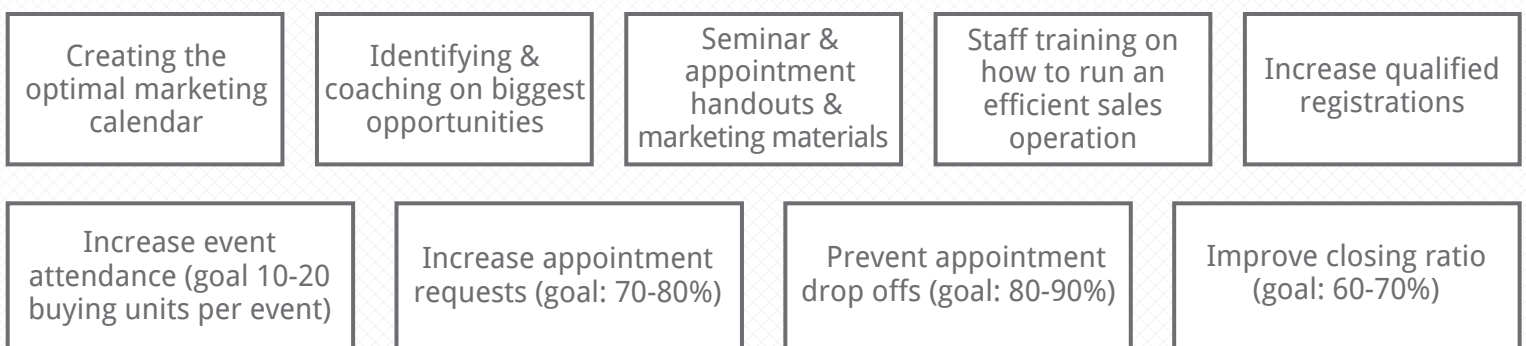 Creating the
optimal marketing
calendar
Identifying &
coaching on biggest
opportunities
Seminar &
appointment
handouts &
marketing materials
Staff training on
how to run an
efficient sales
operation
Increase qualified
registrations
Increase event
attendance (goal 10-20
buying units per event)
Increase appointment
requests (goal: 70-80%)
Prevent appointment
drop offs (goal: 80-90%)
Improve closing ratio
(goal: 60-70%)